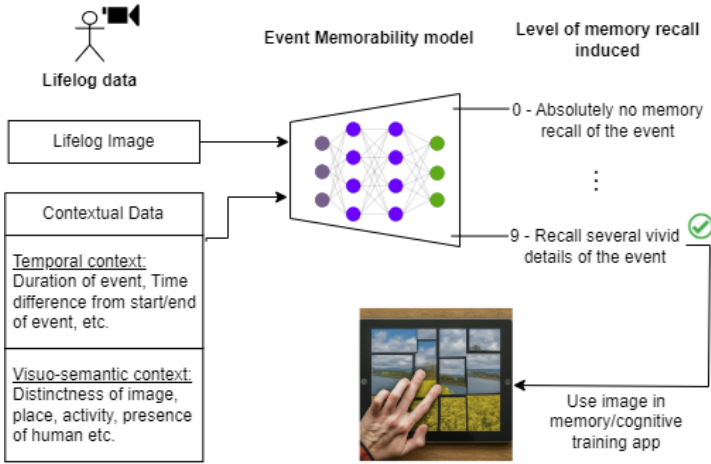 Lifelog data
Event Memorability model
Level of memory recall
induced
Lifelog Image
Contextual Data
Temporal context:
Duration of event, Time
difference from start/end
of event, etc.
Visuo-semantic context:
Distinctness of image,
place, activity, presence
of human etc.
0 - Absolutely no memory
recall of the event
⋮
9 - Recall several vivid
details of the event
Use image in
memory/cognitive
training app